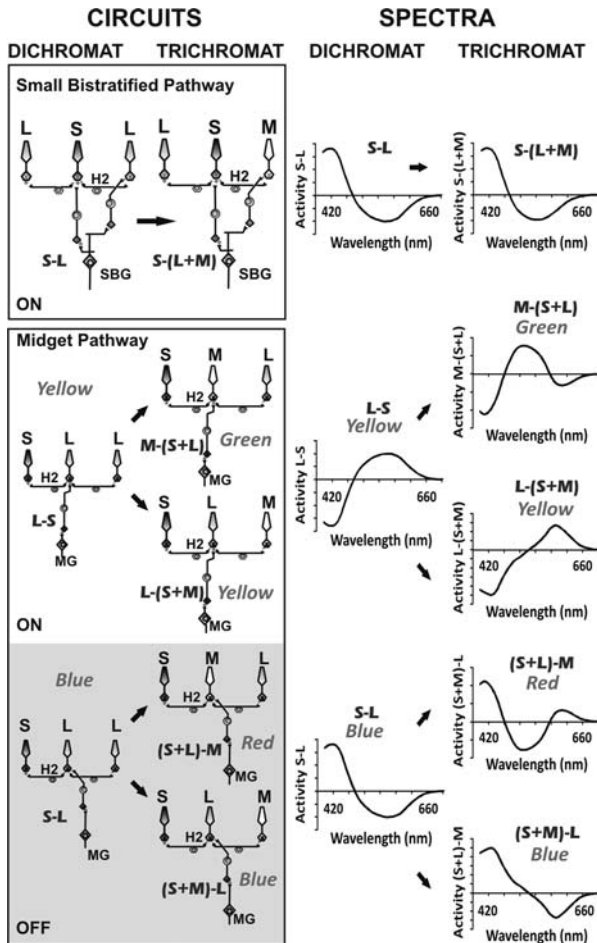 CIRCUITS
DICHROMAT TRICHROMAT
Small Bistratified Pathway
L S L L S M
H2 H2
S-L SBG S-(L+M) SBG
ON
Midget Pathway
Yellow
S M L
H2
M-(S+L) Green
MG
S L L
H2
L-S
MG
S L M
H2
L-(S+M) Yellow
MG
ON
Blue
S M L
H2
(S+L)-M Red
MG
S L L
H2
S-L
MG
S L M
H2
(S+M)-L Blue
MG
OFF
SPECTRA
DICHROMAT TRICHROMAT
S-L
Activity S-L
420 660
Wavelength (nm)
S-(L+M)
Activity S-(L+M)
420 660
Wavelength (nm)
L-S
Yellow
Activity L-S
420 660
Wavelength (nm)
M-(S+L)
Green
Activity M-(S+L)
420 660
Wavelength (nm)
L-(S+M)
Yellow
Activity L-(S+M)
420 660
Wavelength (nm)
S-L
Blue
Activity S-L
420 660
Wavelength (nm)
(S+L)-M
Red
Activity (S+M)-L
420 660
Wavelength (nm)
(S+M)-L
Blue
Activity (S+L)-M
420 660
Wavelength (nm)